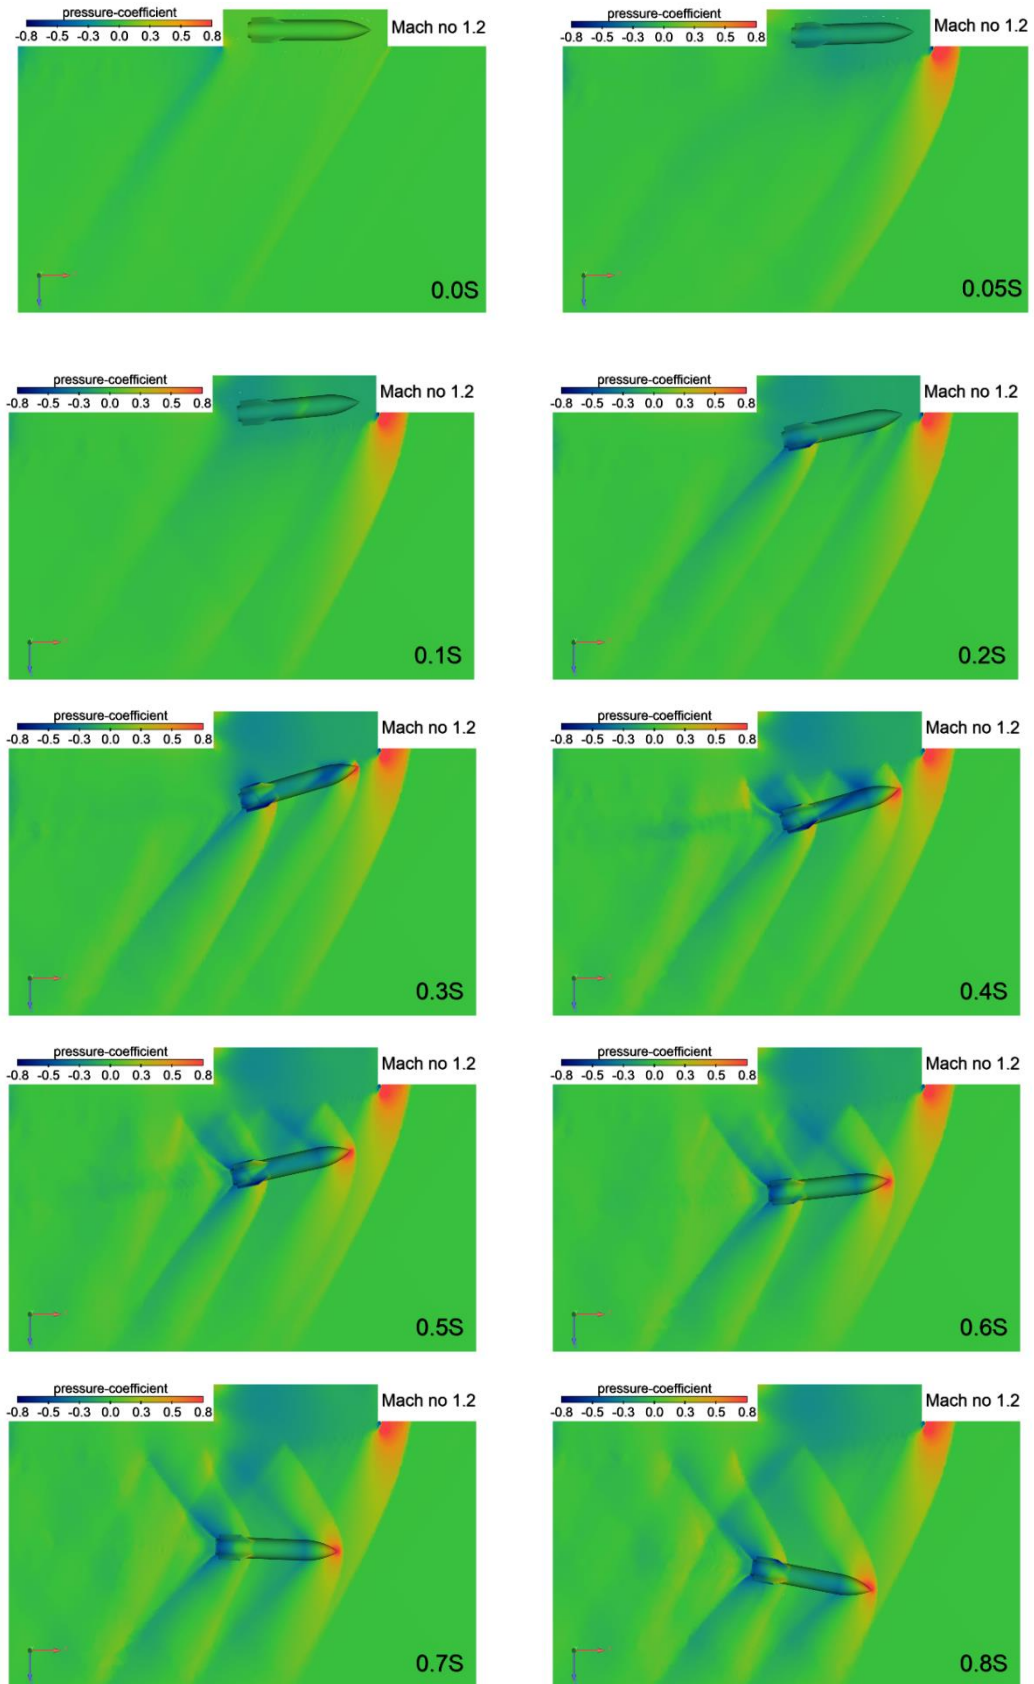 pressure-coefficient
-0.8 -0.5 -0.3 0.0 0.3 0.5 0.8
Mach no 1.2
0.0S
pressure-coefficient
-0.8 -0.5 -0.3 0.0 0.3 0.5 0.8
Mach no 1.2
0.05S
pressure-coefficient
-0.8 -0.5 -0.3 0.0 0.3 0.5 0.8
Mach no 1.2
0.1S
pressure-coefficient
-0.8 -0.5 -0.3 0.0 0.3 0.5 0.8
Mach no 1.2
0.2S
pressure-coefficient
-0.8 -0.5 -0.3 0.0 0.3 0.5 0.8
Mach no 1.2
0.3S
pressure-coefficient
-0.8 -0.5 -0.3 0.0 0.3 0.5 0.8
Mach no 1.2
0.4S
pressure-coefficient
-0.8 -0.5 -0.3 0.0 0.3 0.5 0.8
Mach no 1.2
0.5S
pressure-coefficient
-0.8 -0.5 -0.3 0.0 0.3 0.5 0.8
Mach no 1.2
0.6S
pressure-coefficient
-0.8 -0.5 -0.3 0.0 0.3 0.5 0.8
Mach no 1.2
0.7S
pressure-coefficient
-0.8 -0.5 -0.3 0.0 0.3 0.5 0.8
Mach no 1.2
0.8S